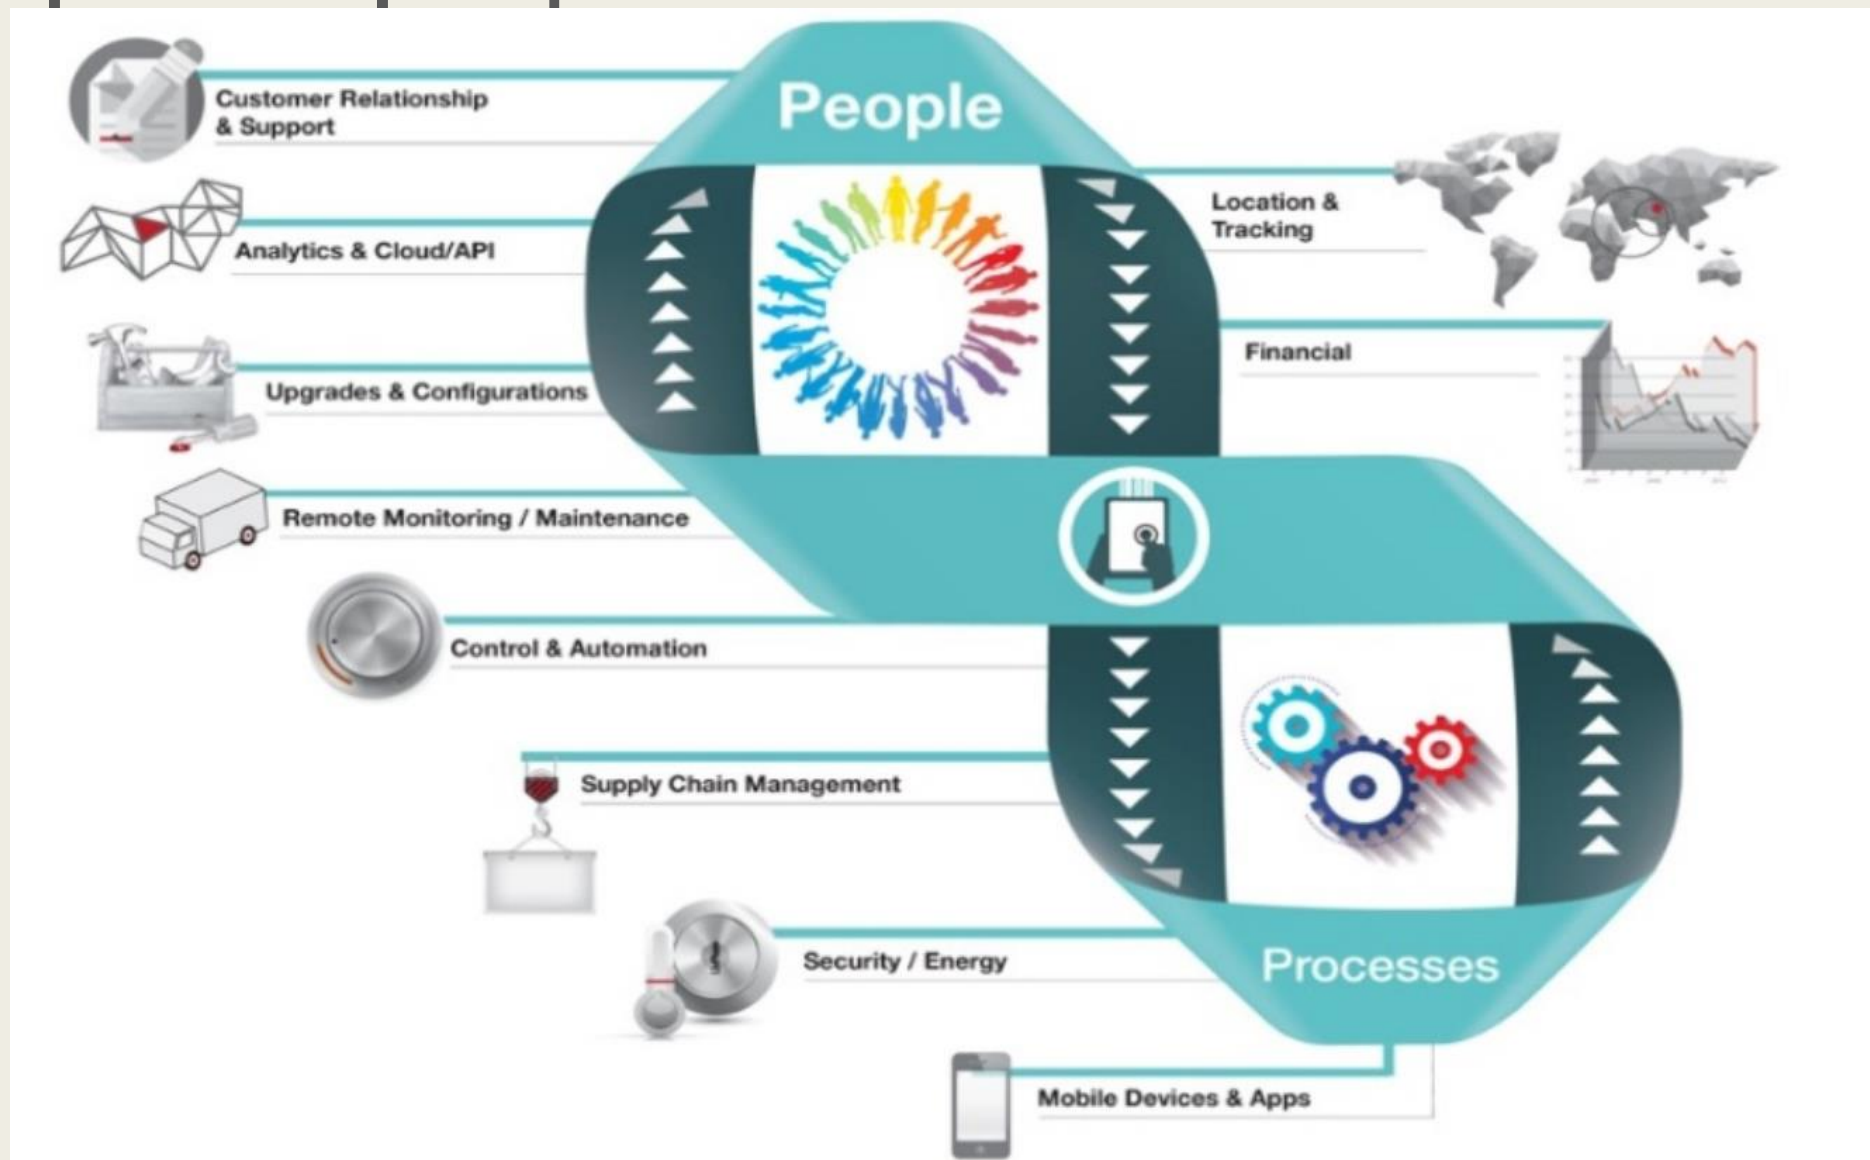 People
Customer Relationship
& Support
Analytics & Cloud/API
Upgrades & Configurations
Remote Monitoring / Maintenance
Control & Automation
Supply Chain Management
Security / Energy
Mobile Devices & Apps
Location &
Tracking
Financial
Processes